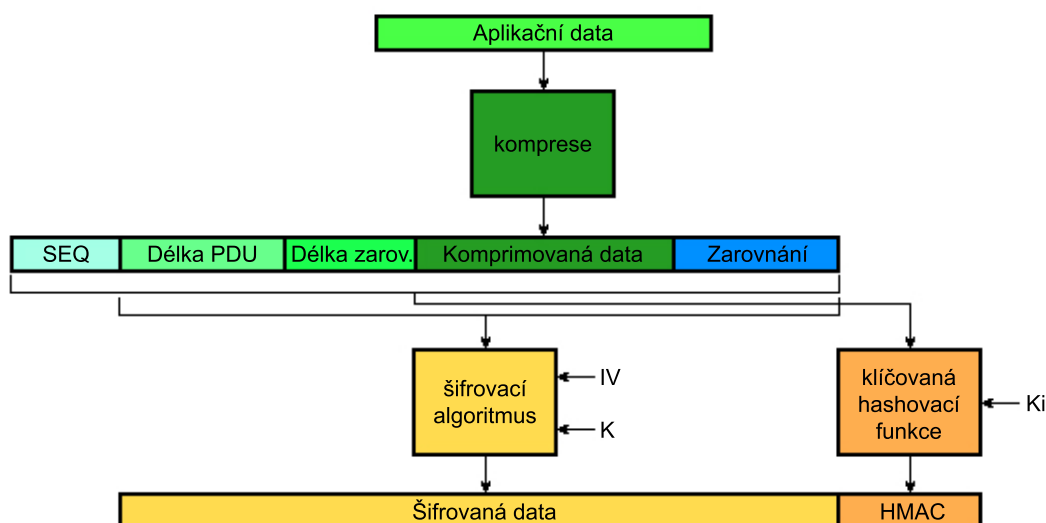 Aplikační data
komprese
SEQ
Délka PDU
Délka zarov.
Komprimovaná data
Zarovnání
šifrovací
algoritmus
IV
K
klíčovaná
hashovací
funkce
Ki
Šifrovaná data
HMAC